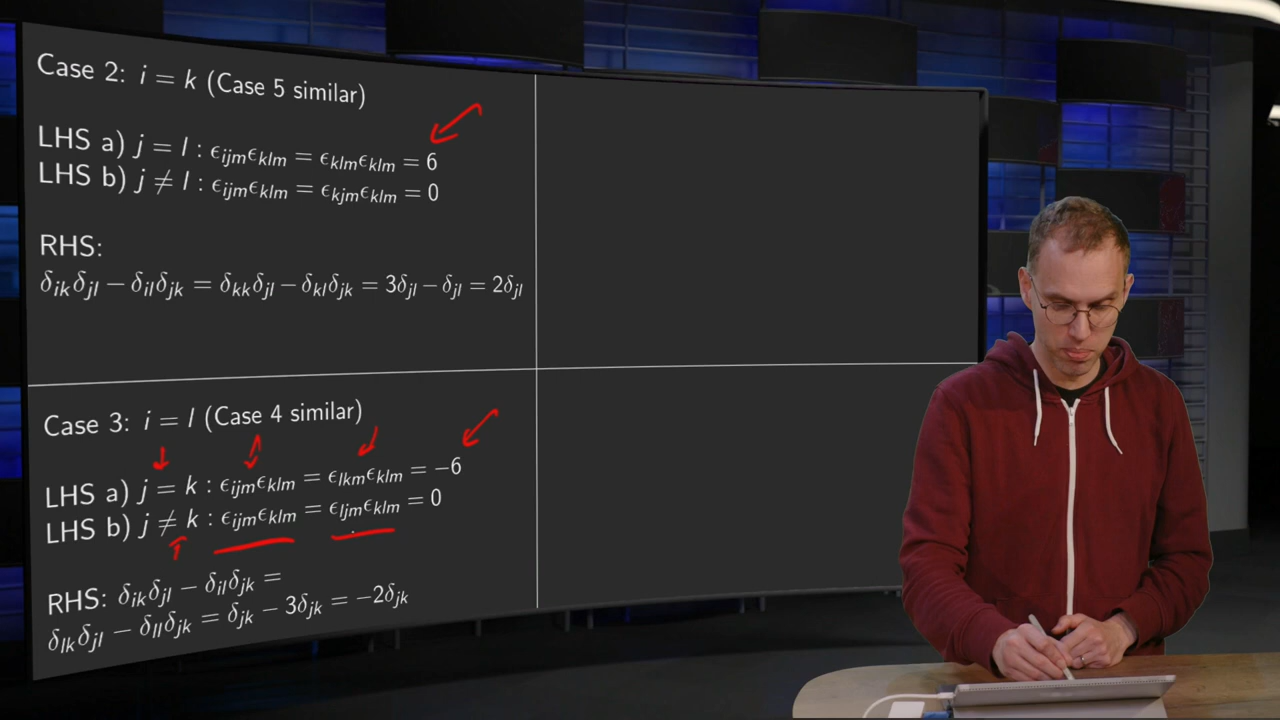 Case 2: i = k (Case 5 similar)
LHS a) j = l : ϵ_{ijm}ϵ_{klm} = ϵ_{klm}ϵ_{klm} = 6
LHS b) j ≠ l : ϵ_{ijm}ϵ_{klm} = ϵ_{kjm}ϵ_{klm} = 0
RHS:
δ_{ik}δ_{jl} − δ_{il}δ_{jk} = δ_{kk}δ_{jl} − δ_{kl}δ_{jk} = 3δ_{jl} − δ_{jl} = 2δ_{jl}
Case 3: i = l (Case 4 similar)
LHS a) j = k : ϵ_{ijm}ϵ_{klm} = ϵ_{lkm}ϵ_{klm} = −6
LHS b) j ≠ k : ϵ_{ijm}ϵ_{klm} = ϵ_{ljm}ϵ_{klm} = 0
RHS: δ_{ik}δ_{jl} − δ_{il}δ_{jk} =
δ_{lk}δ_{jl} − δ_{ll}δ_{jk} = δ_{jk} − 3δ_{jk} = −2δ_{jk}